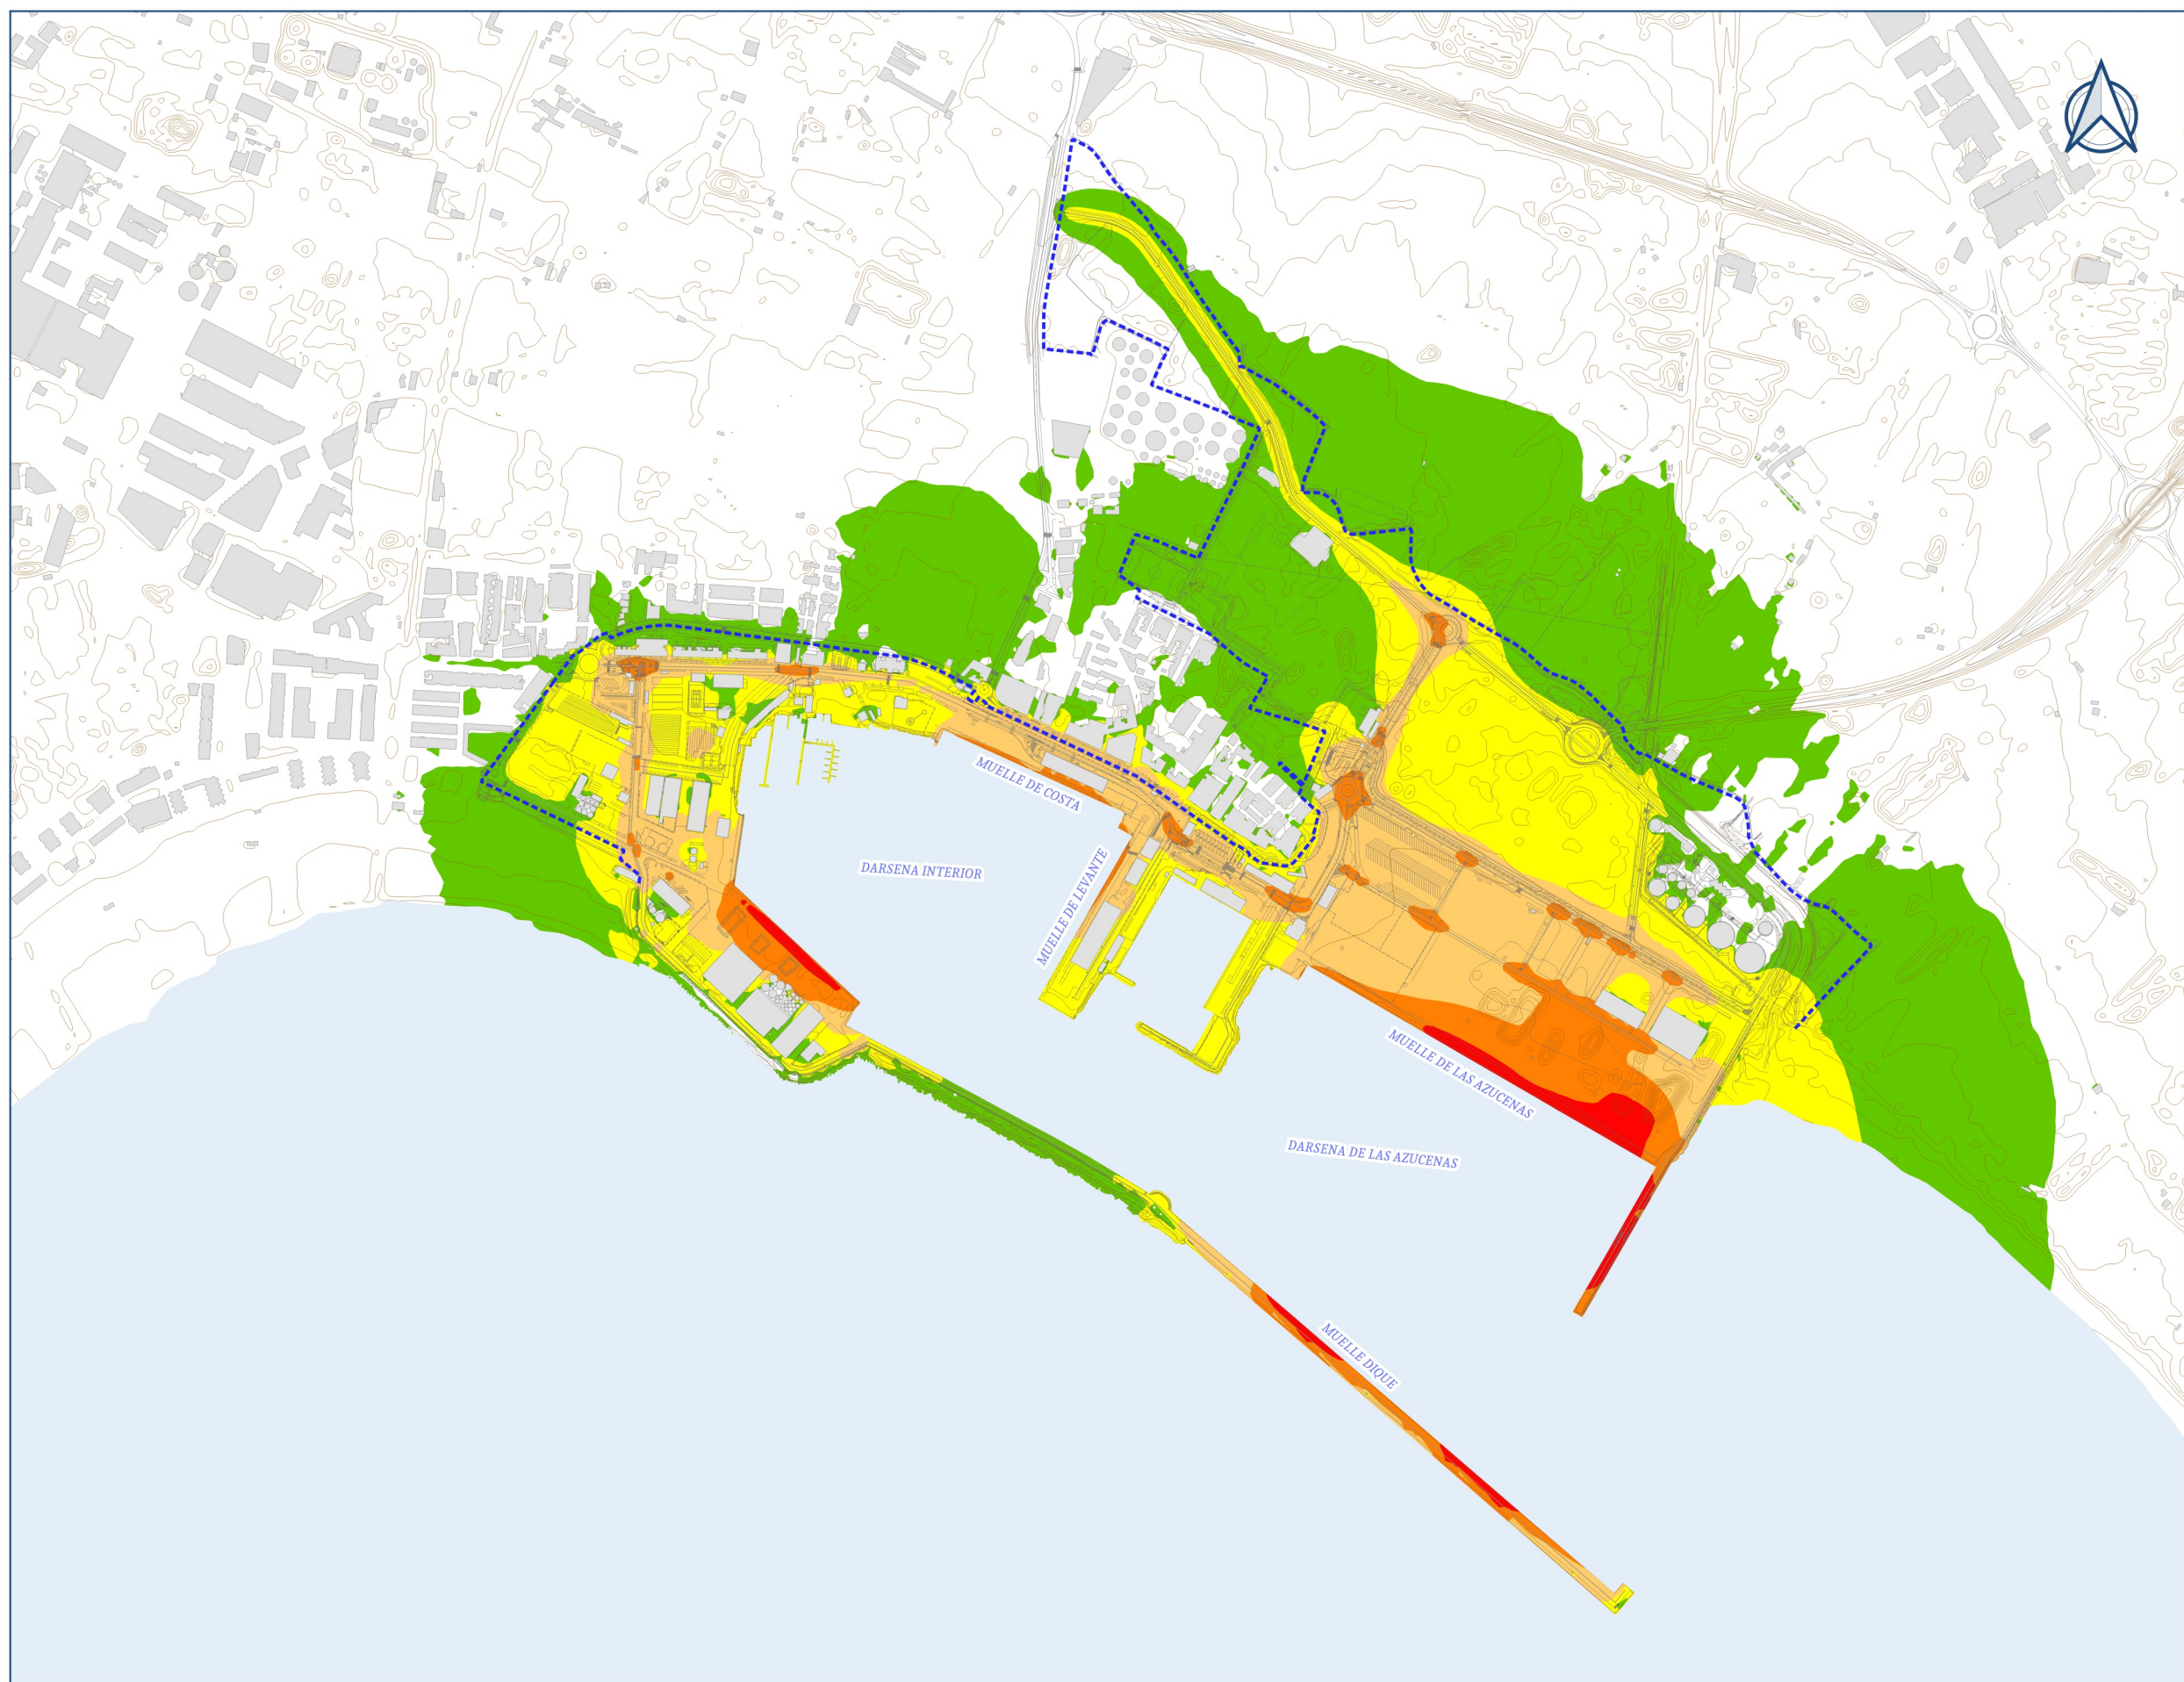 MUELLE DE COSTA
DARSENA INTERIOR
MUELLE DE LEVANTE
MUELLE DE LAS AZUCENAS
DARSENA DE LAS AZUCENAS
MUELLE DIQUE